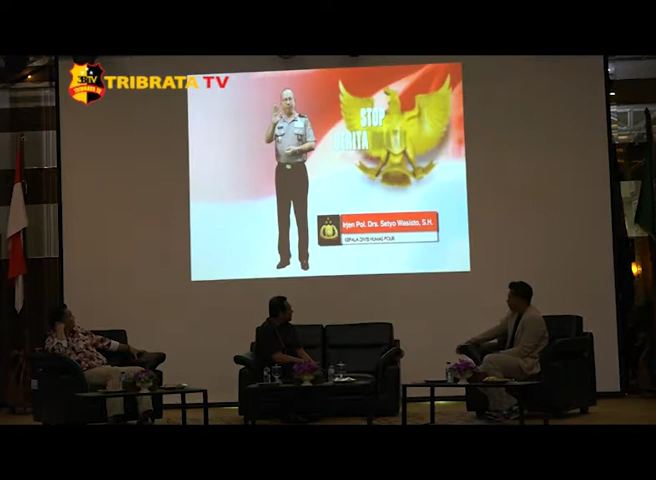 TRIBRATA TV
STOP
BERITA
Irjen Pol. Drs. Setyo Wasisto, S.H.
KEPALA DIVISI HUMAS POLRI